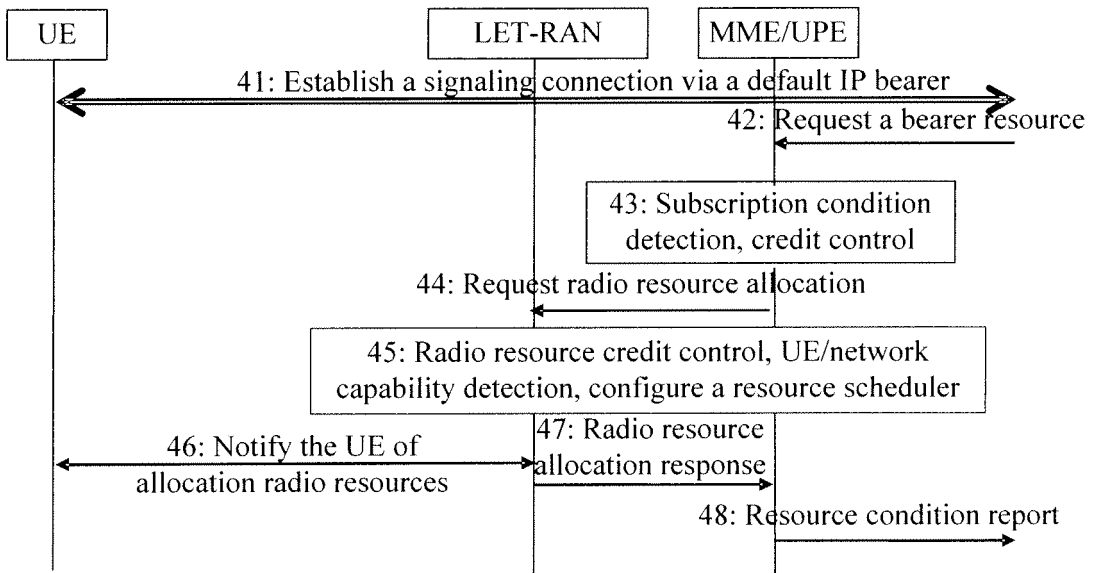 UE
LET-RAN
MME/UPE
41: Establish a signaling connection via a default IP bearer
42: Request a bearer resource
43: Subscription condition
detection, credit control
44: Request radio resource allocation
45: Radio resource credit control, UE/network
capability detection, configure a resource scheduler
46: Notify the UE of
allocation radio resources
47: Radio resource
allocation response
48: Resource condition report